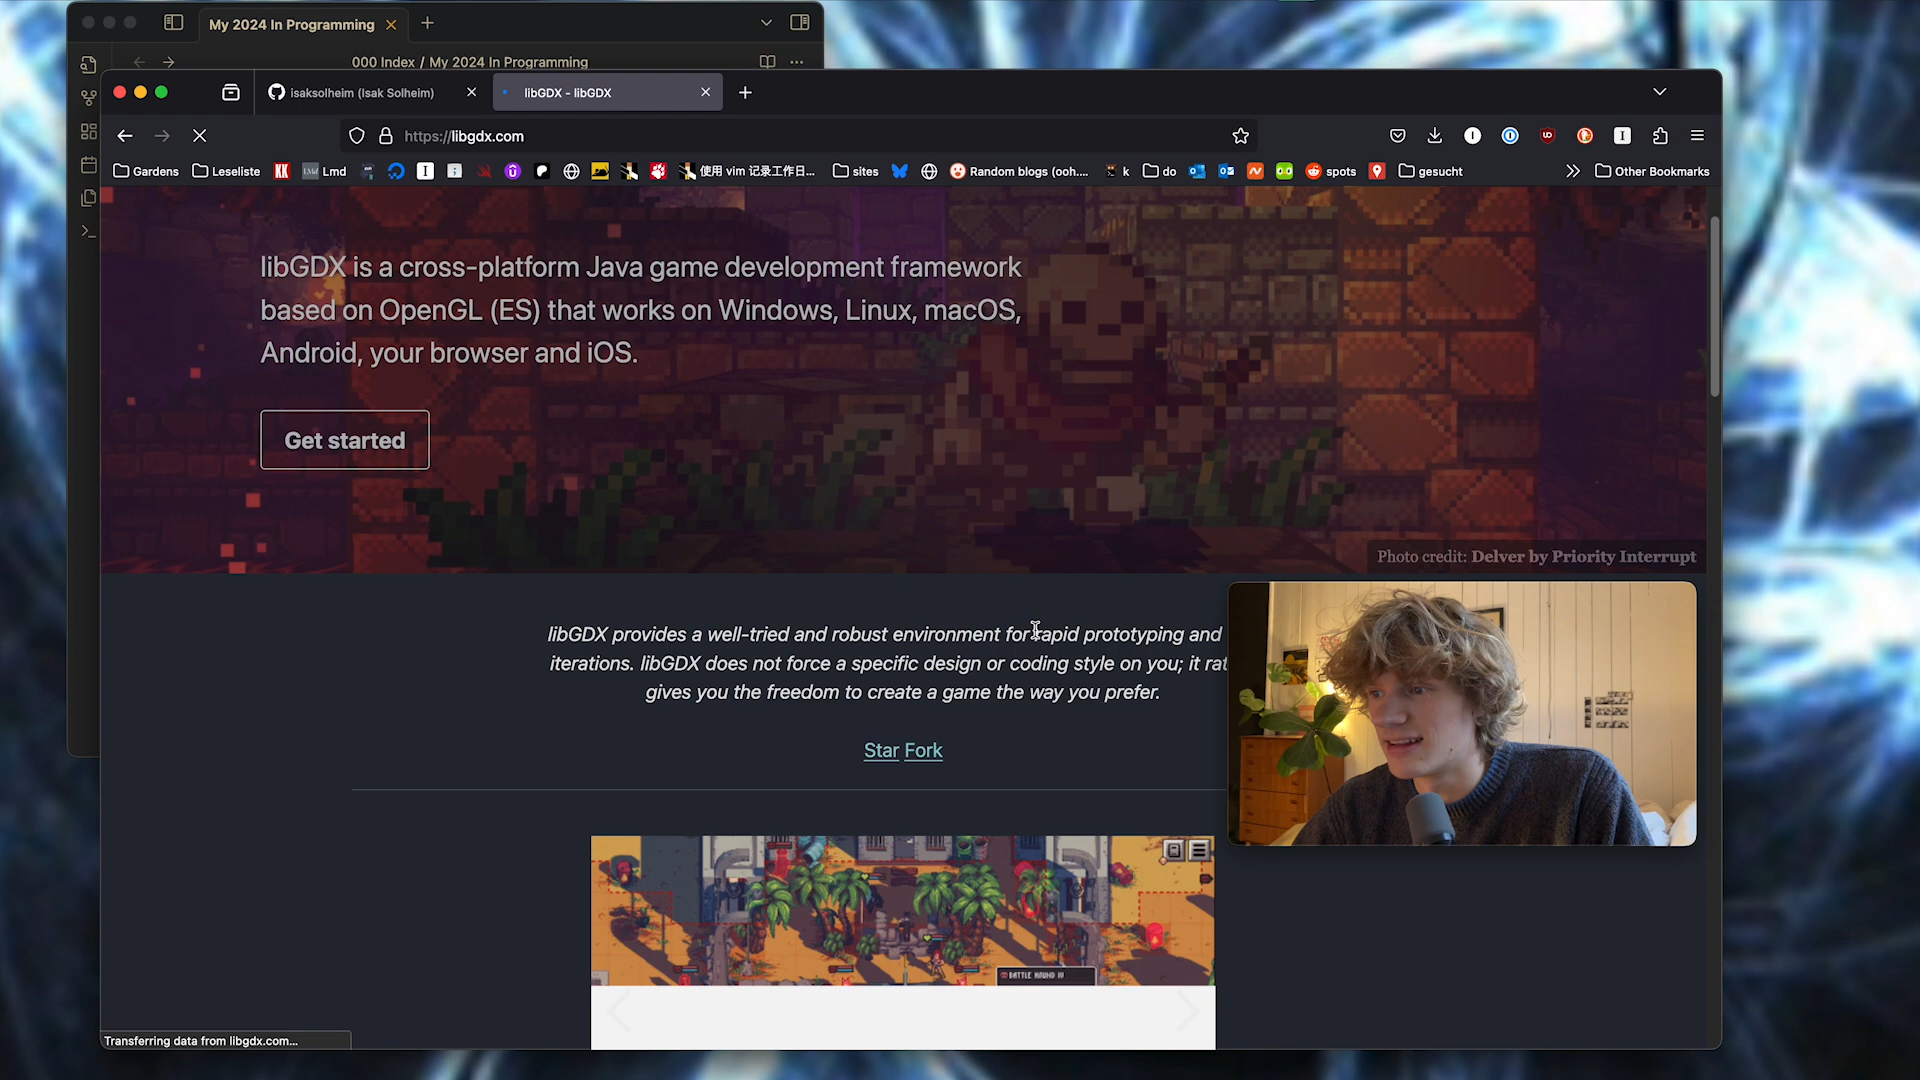 My 2024 In Programming
000 Index / My 2024 In Programming
isaksolheim (Isak Solheim)
libGDX - libGDX
https://libgdx.com
Gardens
Leseliste
KK
LMd
Lmd
使用 vim 记录工作日...
sites
Random blogs (ooh....
k
do
spots
gesucht
Other Bookmarks
libGDX is a cross-platform Java game development framework
based on OpenGL (ES) that works on Windows, Linux, macOS,
Android, your browser and iOS.
Get started
Photo credit: Delver by Priority Interrupt
libGDX provides a well-tried and robust environment for rapid prototyping and
iterations. libGDX does not force a specific design or coding style on you; it rat
gives you the freedom to create a game the way you prefer.
Star Fork
BATTLE HOUND IV
Transferring data from libgdx.com...